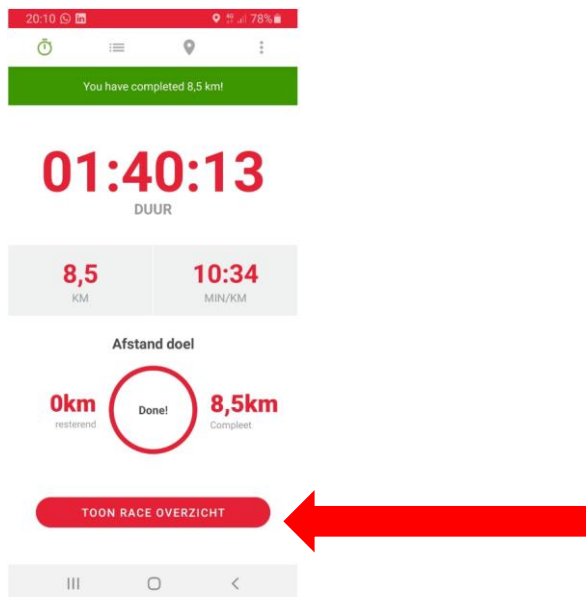 20:10 78%
You have completed 8,5 km!
01:40:13
DUUR
8,5 10:34
KM MIN/KM
Afstand doel
0km Done! 8,5km
resterend Compleet
TOON RACE OVERZICHT